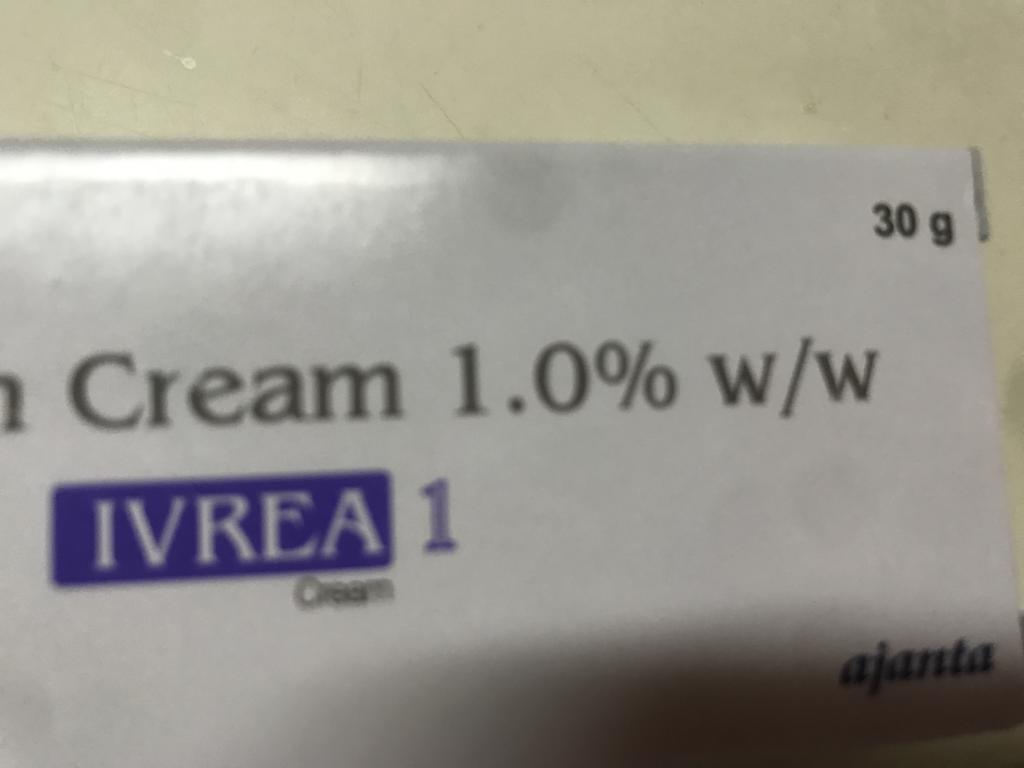 30 g
n Cream 1.0% w/w
IVREA 1
Cream
ajanta